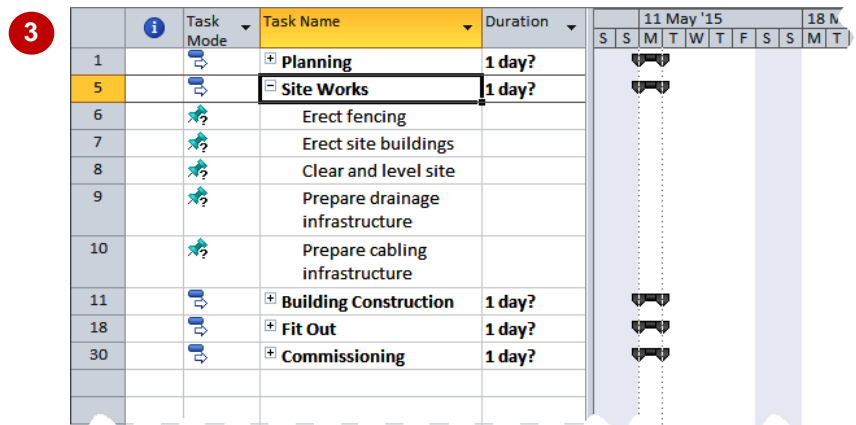 3
i Task Mode Task Name Duration 11 May '15 18 M
S S M T W T F S S M T
1 + Planning 1 day?
5 − Site Works 1 day?
6 ? Erect fencing
7 ? Erect site buildings
8 ? Clear and level site
9 ? Prepare drainage
infrastructure
10 ? Prepare cabling
infrastructure
11 + Building Construction 1 day?
18 + Fit Out 1 day?
30 + Commissioning 1 day?